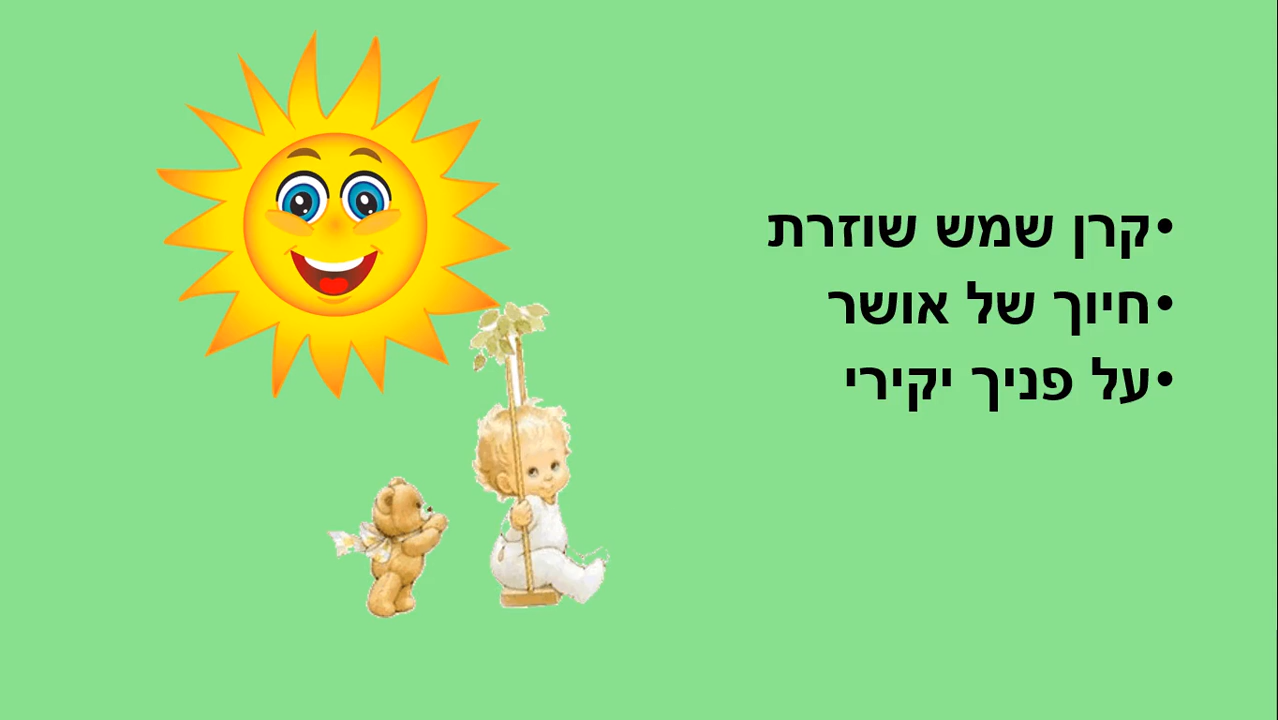 •קרן שמש שוזרת
•חיוך של אושר
•על פניך יקירי